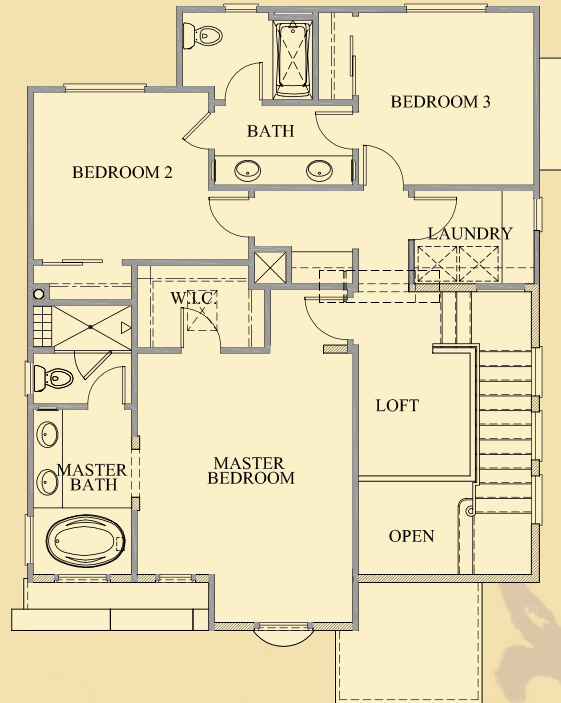 BEDROOM 3
BATH
BEDROOM 2
LAUNDRY
W.I.C.
LOFT
MASTER
BEDROOM
MASTER
BATH
OPEN